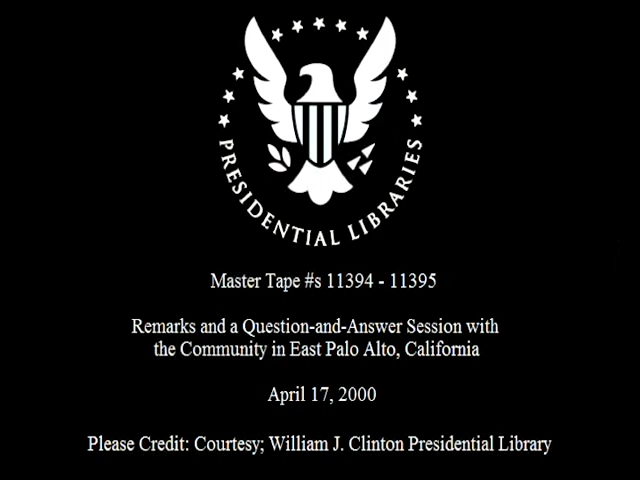 PRESIDENTIAL LIBRARIES
Master Tape #s 11394 - 11395
Remarks and a Question-and-Answer Session with
the Community in East Palo Alto, California
April 17, 2000
Please Credit: Courtesy; William J. Clinton Presidential Library